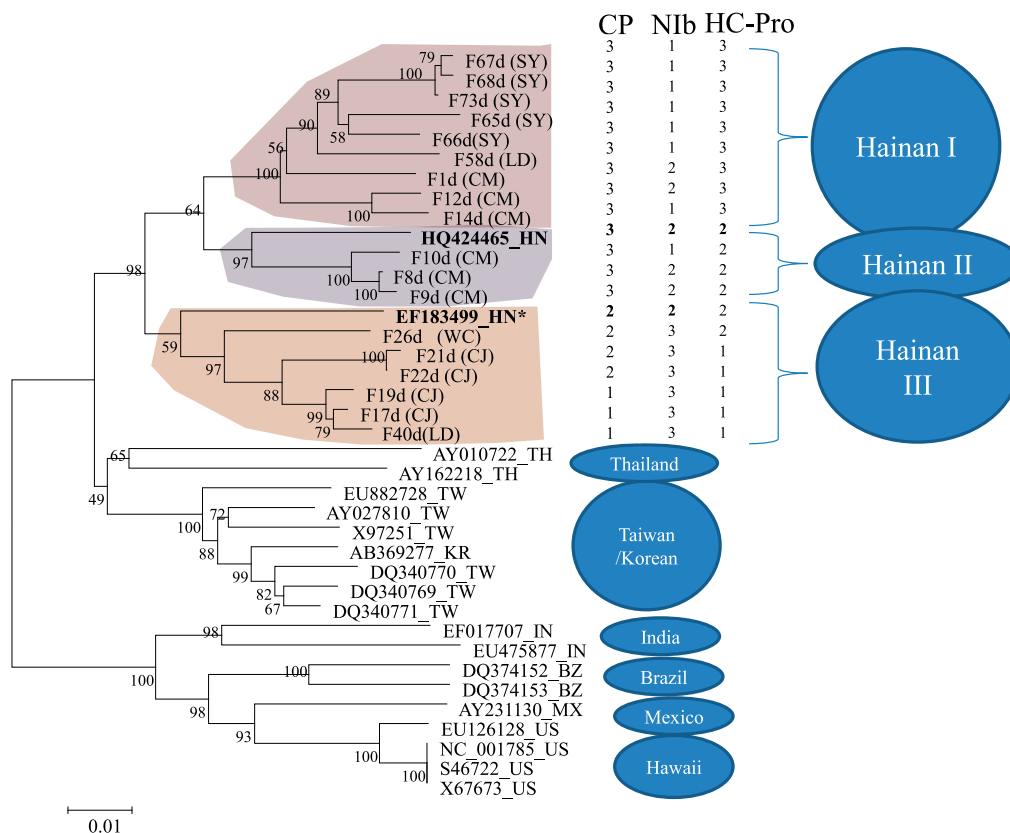 CP NIb HC-Pro
F67d (SY) 3 1 3
F68d (SY) 3 1 3
F73d (SY) 3 1 3
F65d (SY) 3 1 3
F66d(SY) 3 1 3
F58d (LD) 3 1 3
F1d (CM) 3 2 3
F12d (CM) 3 2 3
F14d (CM) 3 1 3
HQ424465_HN 3 2 2
F10d (CM) 3 1 2
F8d (CM) 3 2 2
F9d (CM) 3 2 2
EF183499_HN* 2 2 2
F26d (WC) 2 3 2
F21d (CJ) 2 3 1
F22d (CJ) 2 3 1
F19d (CJ) 1 3 1
F17d (CJ) 1 3 1
F40d(LD) 1 3 1
AY010722_TH
AY162218_TH
EU882728_TW
AY027810_TW
X97251_TW
AB369277_KR
DQ340770_TW
DQ340769_TW
DQ340771_TW
EF017707_IN
EU475877_IN
DQ374152_BZ
DQ374153_BZ
AY231130_MX
EU126128_US
NC_001785_US
S46722_US
X67673_US
Hainan I
Hainan II
Hainan
III
Thailand
Taiwan
/Korean
India
Brazil
Mexico
Hawaii
79
100
89
90
58
56
100
100
64
97
100
100
98
59
97
100
88
99
79
65
49
100
72
88
99
82
67
98
100
100
98
93
100
100
0.01